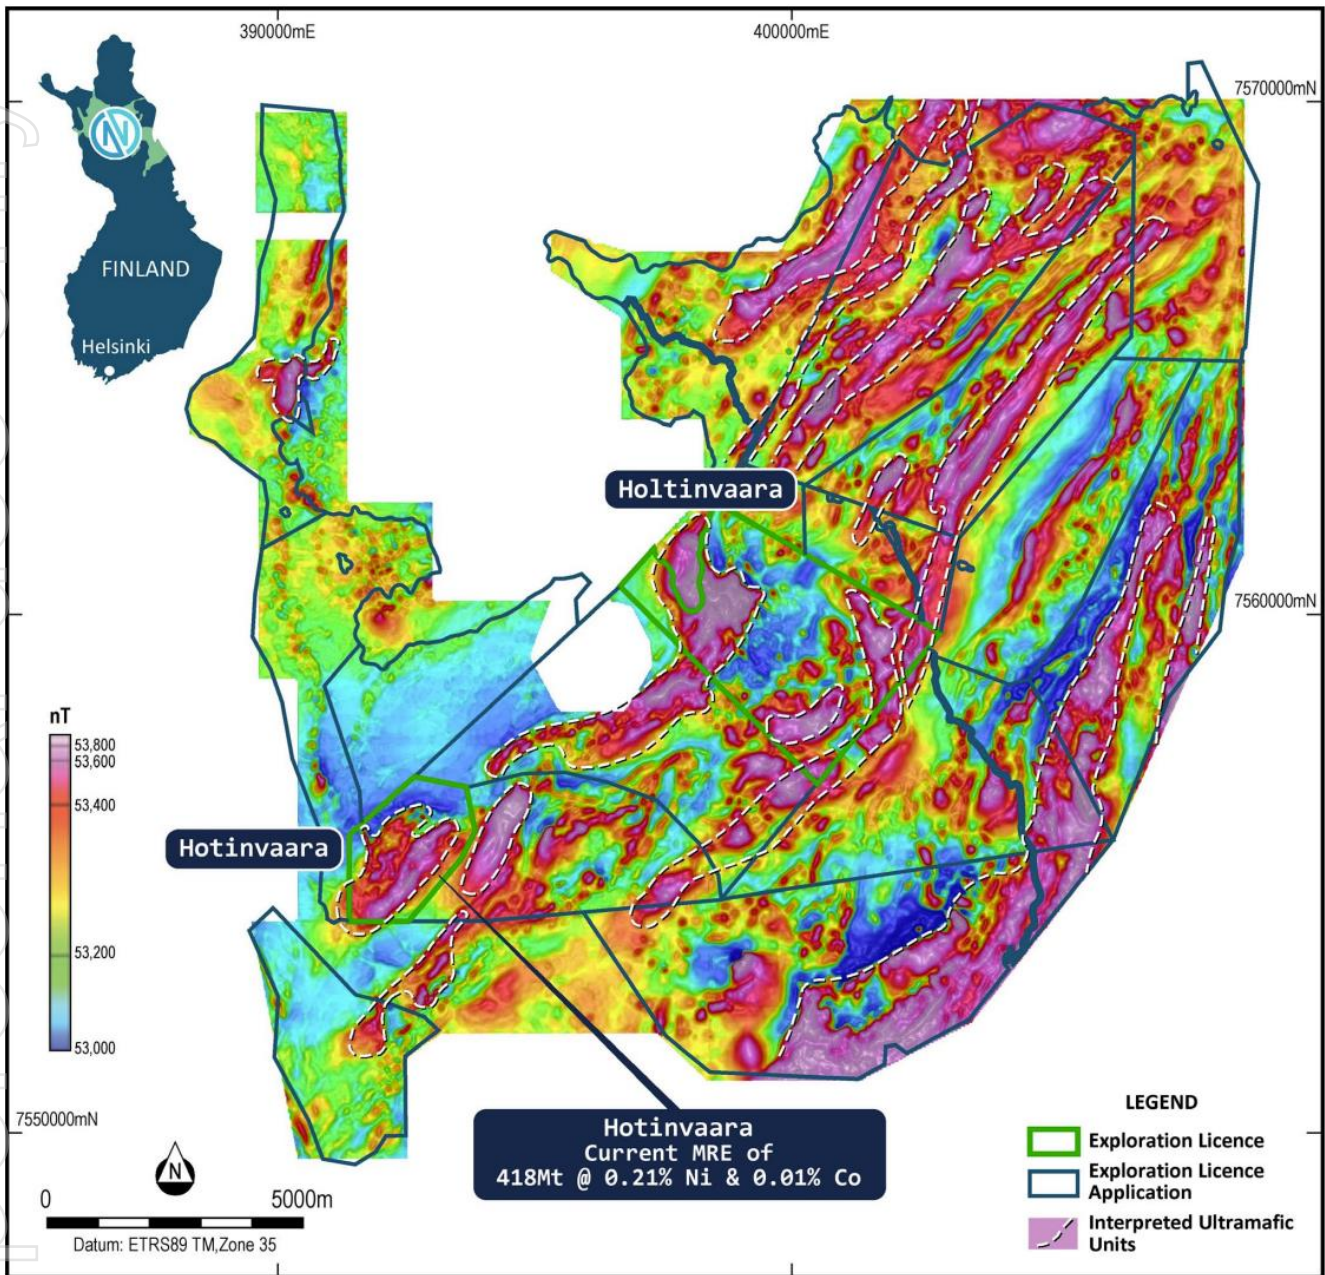 390000mE
400000mE
7570000mN
N
FINLAND
Helsinki
Holtinvaara
7560000mN
nT
53,800
53,600
53,400
53,200
53,000
Hotinvaara
Hotinvaara
Current MRE of
418Mt @ 0.21% Ni & 0.01% Co
7550000mN
N
0 5000m
Datum: ETRS89 TM,Zone 35
LEGEND
Exploration Licence
Exploration Licence
Application
Interpreted Ultramafic
Units